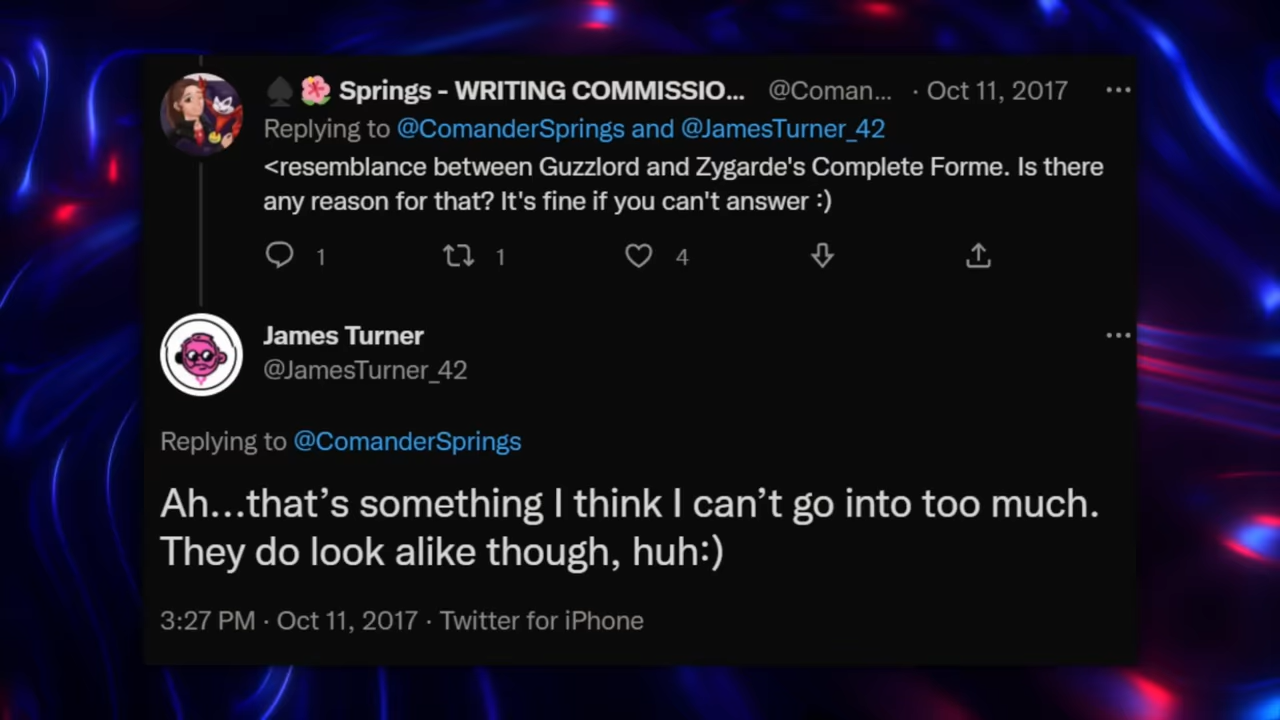 ♠🌺 Springs - WRITING COMMISSIO... @Coman... · Oct 11, 2017
Replying to @ComanderSprings and @JamesTurner_42
<resemblance between Guzzlord and Zygarde's Complete Forme. Is there
any reason for that? It's fine if you can't answer :)
1 1 4
James Turner
@JamesTurner_42
Replying to @ComanderSprings
Ah...that’s something I think I can’t go into too much.
They do look alike though, huh:)
3:27 PM · Oct 11, 2017 · Twitter for iPhone